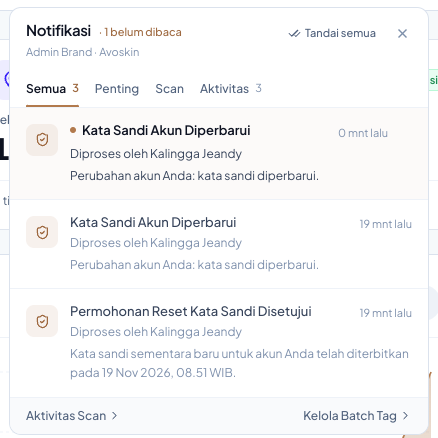 Notifikasi · 1 belum dibaca
Tandai semua
Admin Brand · Avoskin
Semua 3 Penting Scan Aktivitas 3
Kata Sandi Akun Diperbarui
0 mnt lalu
Diproses oleh Kalingga Jeandy
Perubahan akun Anda: kata sandi diperbarui.
Kata Sandi Akun Diperbarui
19 mnt lalu
Diproses oleh Kalingga Jeandy
Perubahan akun Anda: kata sandi diperbarui.
Permohonan Reset Kata Sandi Disetujui
19 mnt lalu
Diproses oleh Kalingga Jeandy
Kata sandi sementara baru untuk akun Anda telah diterbitkan
pada 19 Nov 2026, 08.51 WIB.
Aktivitas Scan
Kelola Batch Tag